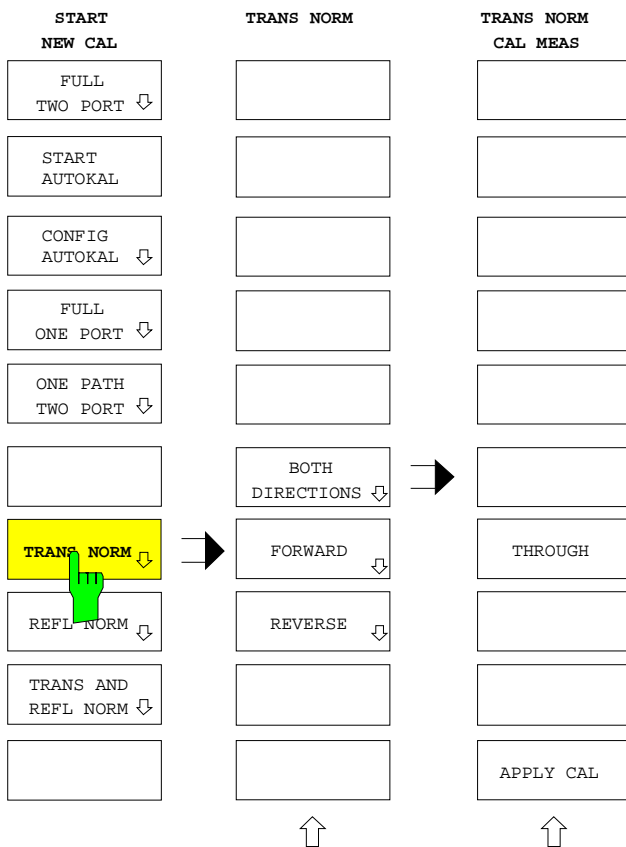 START
NEW CAL
FULL
TWO PORT
START
AUTOKAL
CONFIG
AUTOKAL
FULL
ONE PORT
ONE PATH
TWO PORT
TRANS NORM
REFL NORM
TRANS AND
REFL NORM
TRANS NORM
BOTH
DIRECTIONS
FORWARD
REVERSE
TRANS NORM
CAL MEAS
THROUGH
APPLY CAL